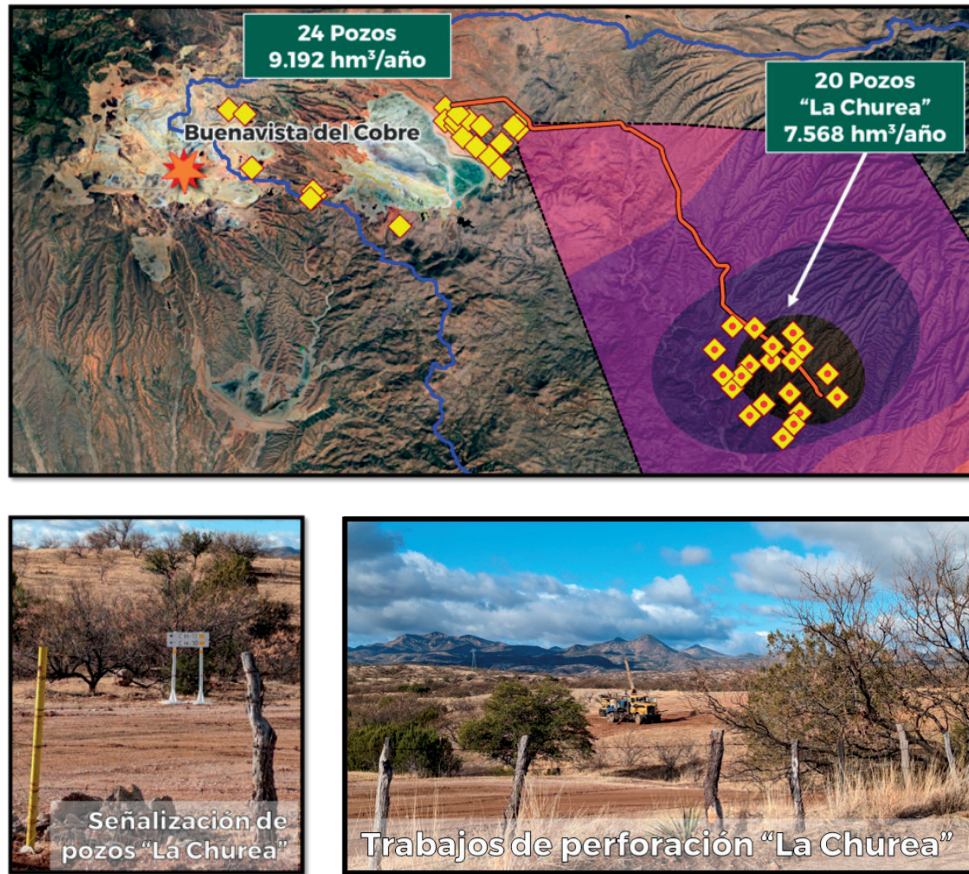 24 Pozos
9.192 hm³/año
20 Pozos
“La Churea”
7.568 hm³/año
Buenavista del Cobre
Señalización de
pozos “La Churea”
Trabajos de perforación “La Churea”